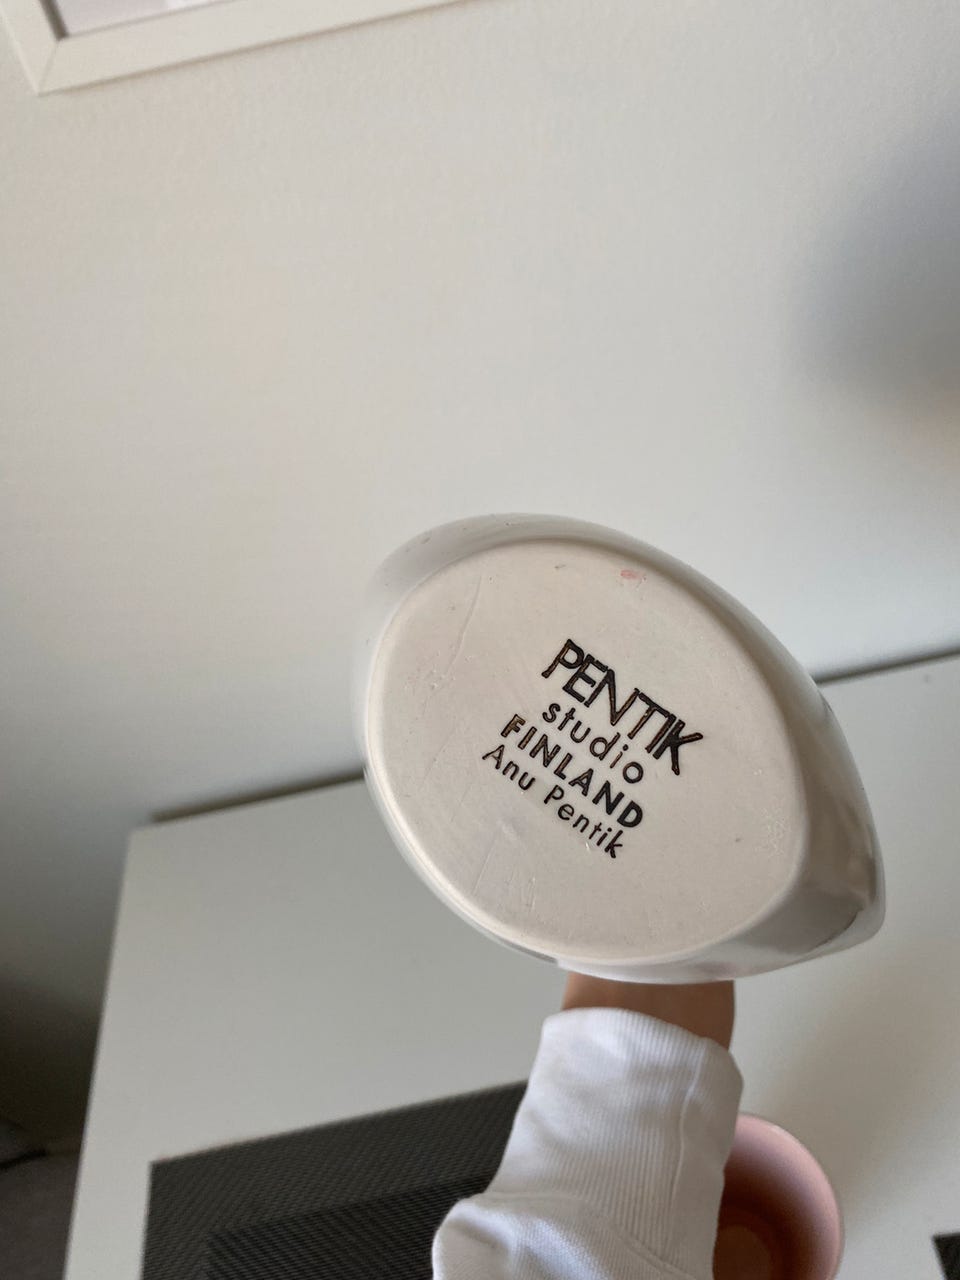 PENTIK
studio
FINLAND
Anu Pentik